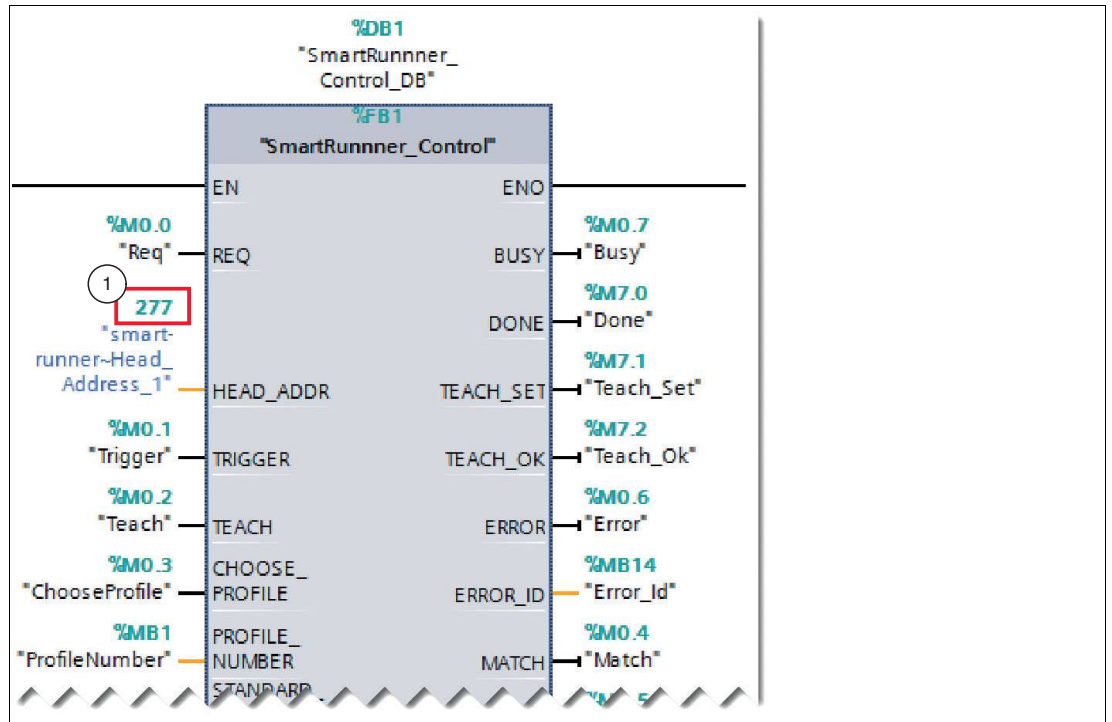 %DB1
"SmartRunnner_
Control_DB"
%FB1
"SmartRunnner_Control"
EN ENO
%M0.0 %M0.7
"Req" REQ BUSY "Busy"
1
277 %M7.0
DONE "Done"
"smart-
runner~Head_ %M7.1
Address_1" HEAD_ADDR TEACH_SET "Teach_Set"
%M0.1 %M7.2
"Trigger" TRIGGER TEACH_OK "Teach_Ok"
%M0.2 %M0.6
"Teach" TEACH ERROR "Error"
%M0.3 CHOOSE_ %MB14
"ChooseProfile" PROFILE ERROR_ID "Error_Id"
%MB1 PROFILE_ %M0.4
"ProfileNumber" NUMBER MATCH "Match"
STANDARD_